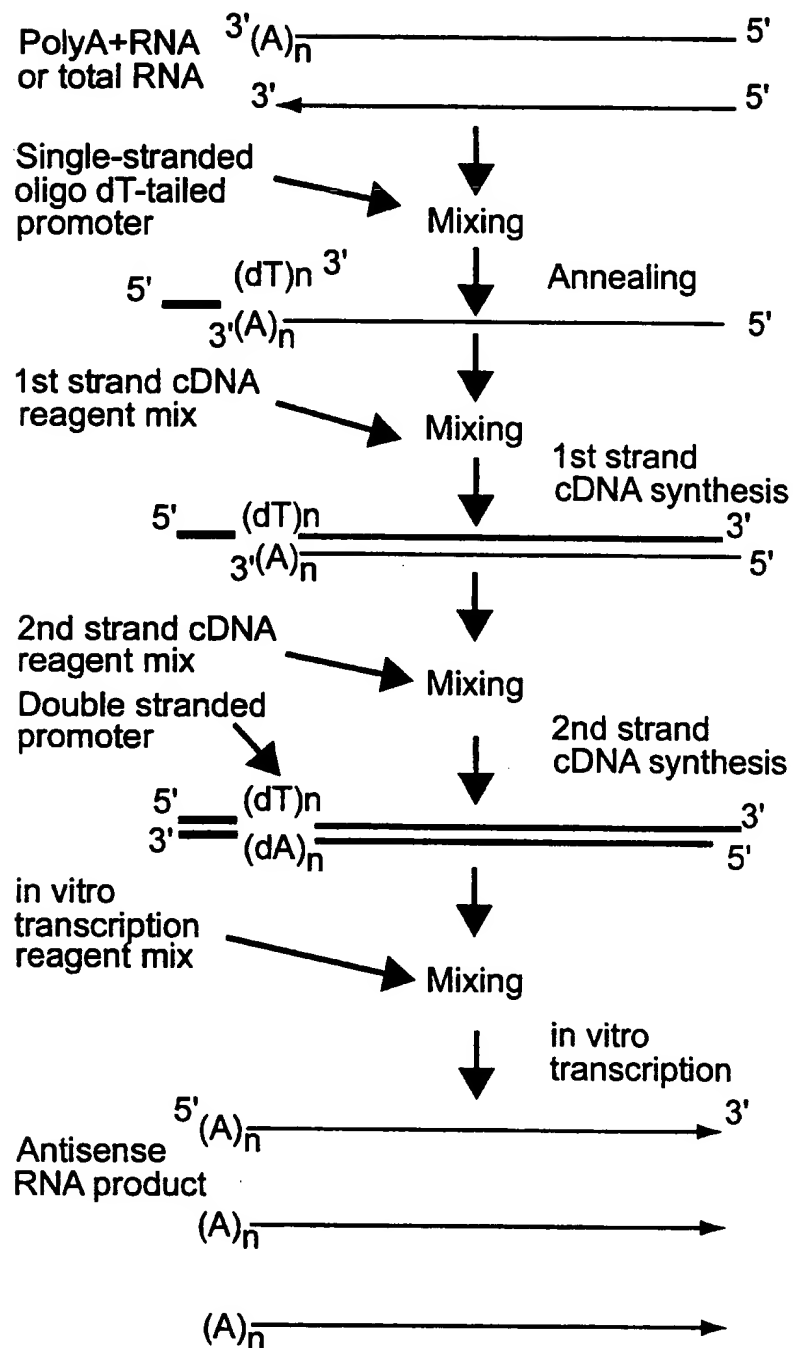 PolyA+RNA
or total RNA
3'(A)n 5'
3' 5'
Single-stranded
oligo dT-tailed
promoter
Mixing
5' (dT)n 3'
Annealing
3'(A)n 5'
1st strand cDNA
reagent mix
Mixing
1st strand
cDNA synthesis
5' (dT)n 3'
3'(A)n 5'
2nd strand cDNA
reagent mix
Mixing
Double stranded
promoter
2nd strand
cDNA synthesis
5' (dT)n 3'
3' (dA)n 5'
in vitro
transcription
reagent mix
Mixing
in vitro
transcription
5'(A)n 3'
Antisense
RNA product
(A)n
(A)n